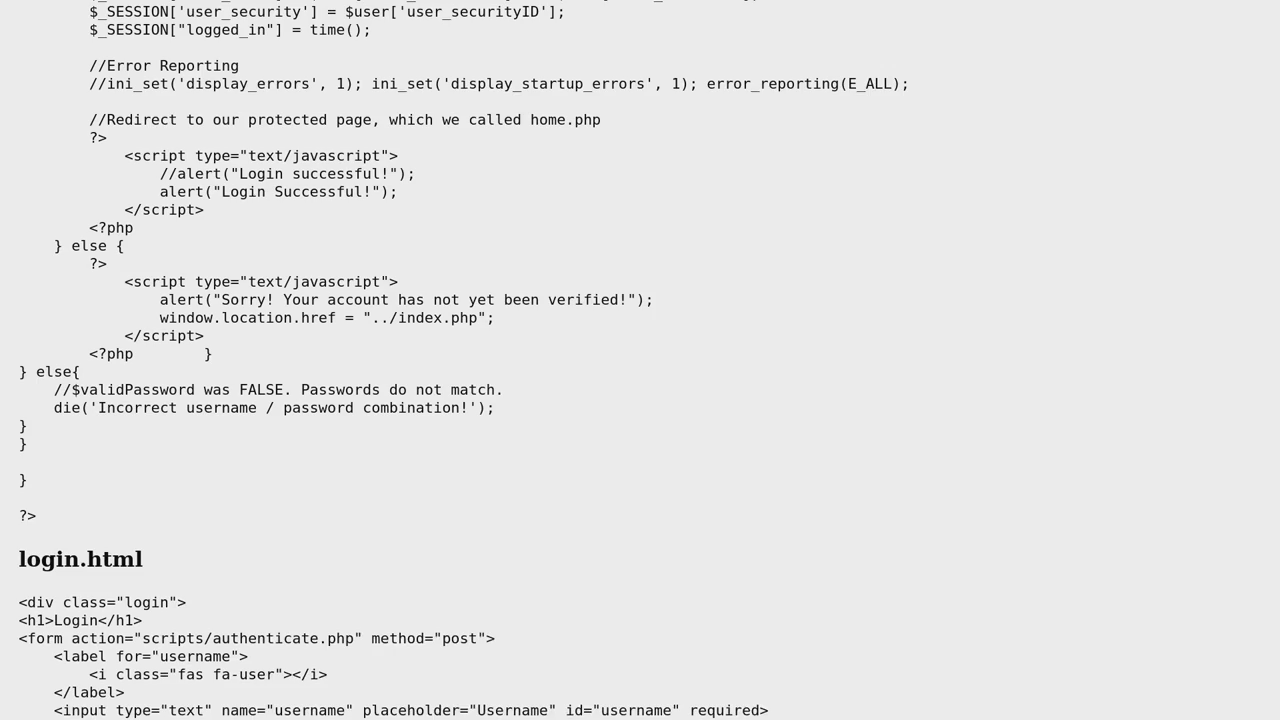 $_SESSION['user_security'] = $user['user_securityID'];
$_SESSION["logged_in"] = time();
//Error Reporting
//ini_set('display_errors', 1); ini_set('display_startup_errors', 1); error_reporting(E_ALL);
//Redirect to our protected page, which we called home.php
?>
<script type="text/javascript">
//alert("Login successful!");
alert("Login Successful!");
</script>
<?php
} else {
?>
<script type="text/javascript">
alert("Sorry! Your account has not yet been verified!");
window.location.href = "../index.php";
</script>
<?php        }
} else{
//$validPassword was FALSE. Passwords do not match.
die('Incorrect username / password combination!');
}
}
}
?>
login.html
<div class="login">
<h1>Login</h1>
<form action="scripts/authenticate.php" method="post">
<label for="username">
<i class="fas fa-user"></i>
</label>
<input type="text" name="username" placeholder="Username" id="username" required>